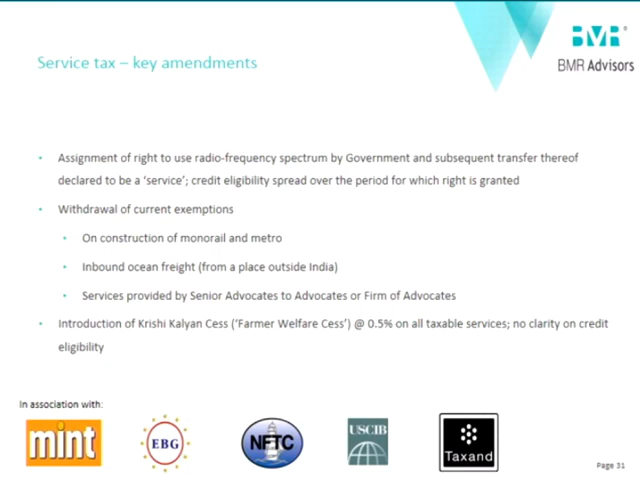 BMR
BMR Advisors
Service tax – key amendments
• Assignment of right to use radio-frequency spectrum by Government and subsequent transfer thereof
declared to be a ‘service’; credit eligibility spread over the period for which right is granted
• Withdrawal of current exemptions
• On construction of monorail and metro
• Inbound ocean freight (from a place outside India)
• Services provided by Senior Advocates to Advocates or Firm of Advocates
• Introduction of Krishi Kalyan Cess (‘Farmer Welfare Cess’) @ 0.5% on all taxable services; no clarity on credit
eligibility
In association with:
mint
EBG
NFTC
USCIB
Taxand
Page 31